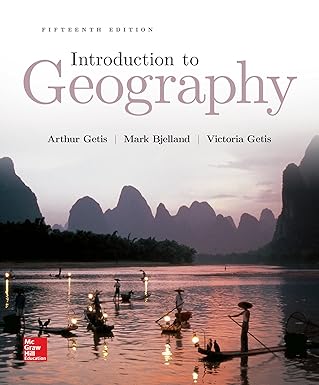 FIFTEENTH EDITION
Introduction to
Geography
Arthur Getis | Mark Bjelland | Victoria Getis
Mc
Graw
Hill
Education